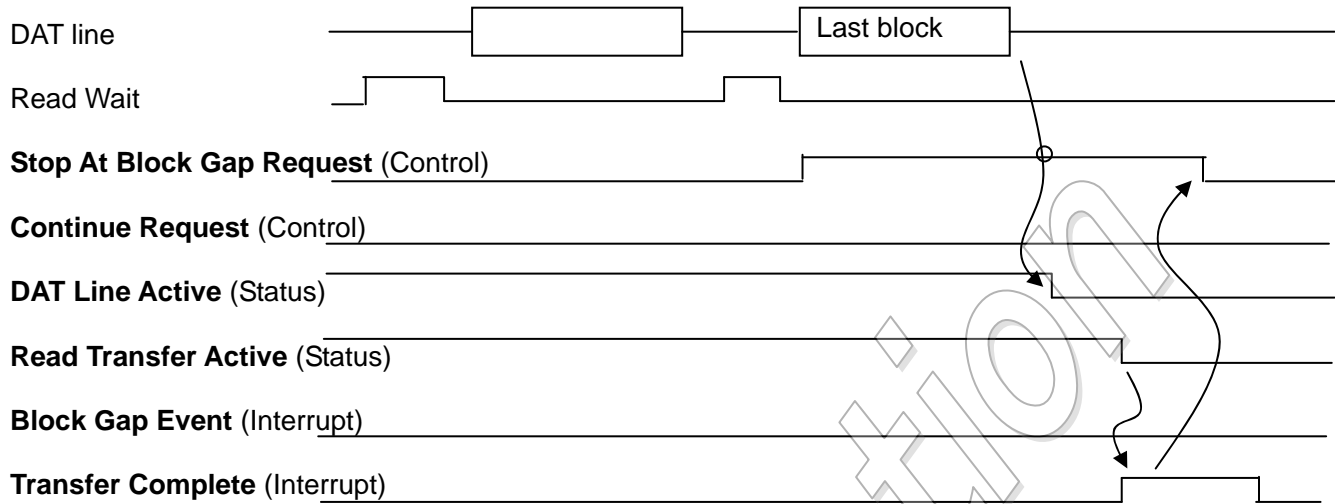 DAT line
Last block
Read Wait
Stop At Block Gap Request (Control)
Continue Request (Control)
DAT Line Active (Status)
Read Transfer Active (Status)
Block Gap Event (Interrupt)
Transfer Complete (Interrupt)
tion